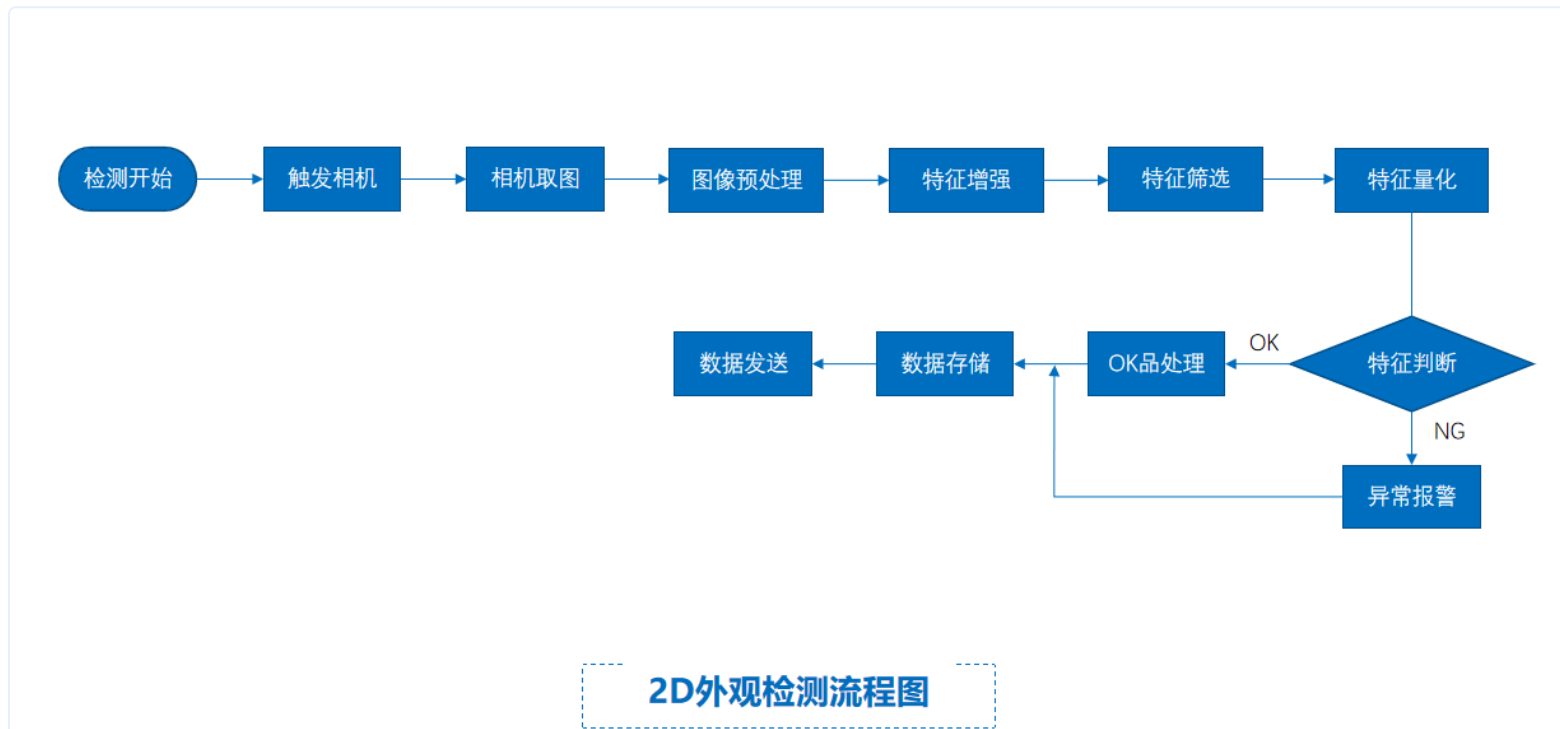 检测开始
触发相机
相机取图
图像预处理
特征增强
特征筛选
特征量化
数据发送
数据存储
OK品处理
OK
特征判断
NG
异常报警
2D外观检测流程图